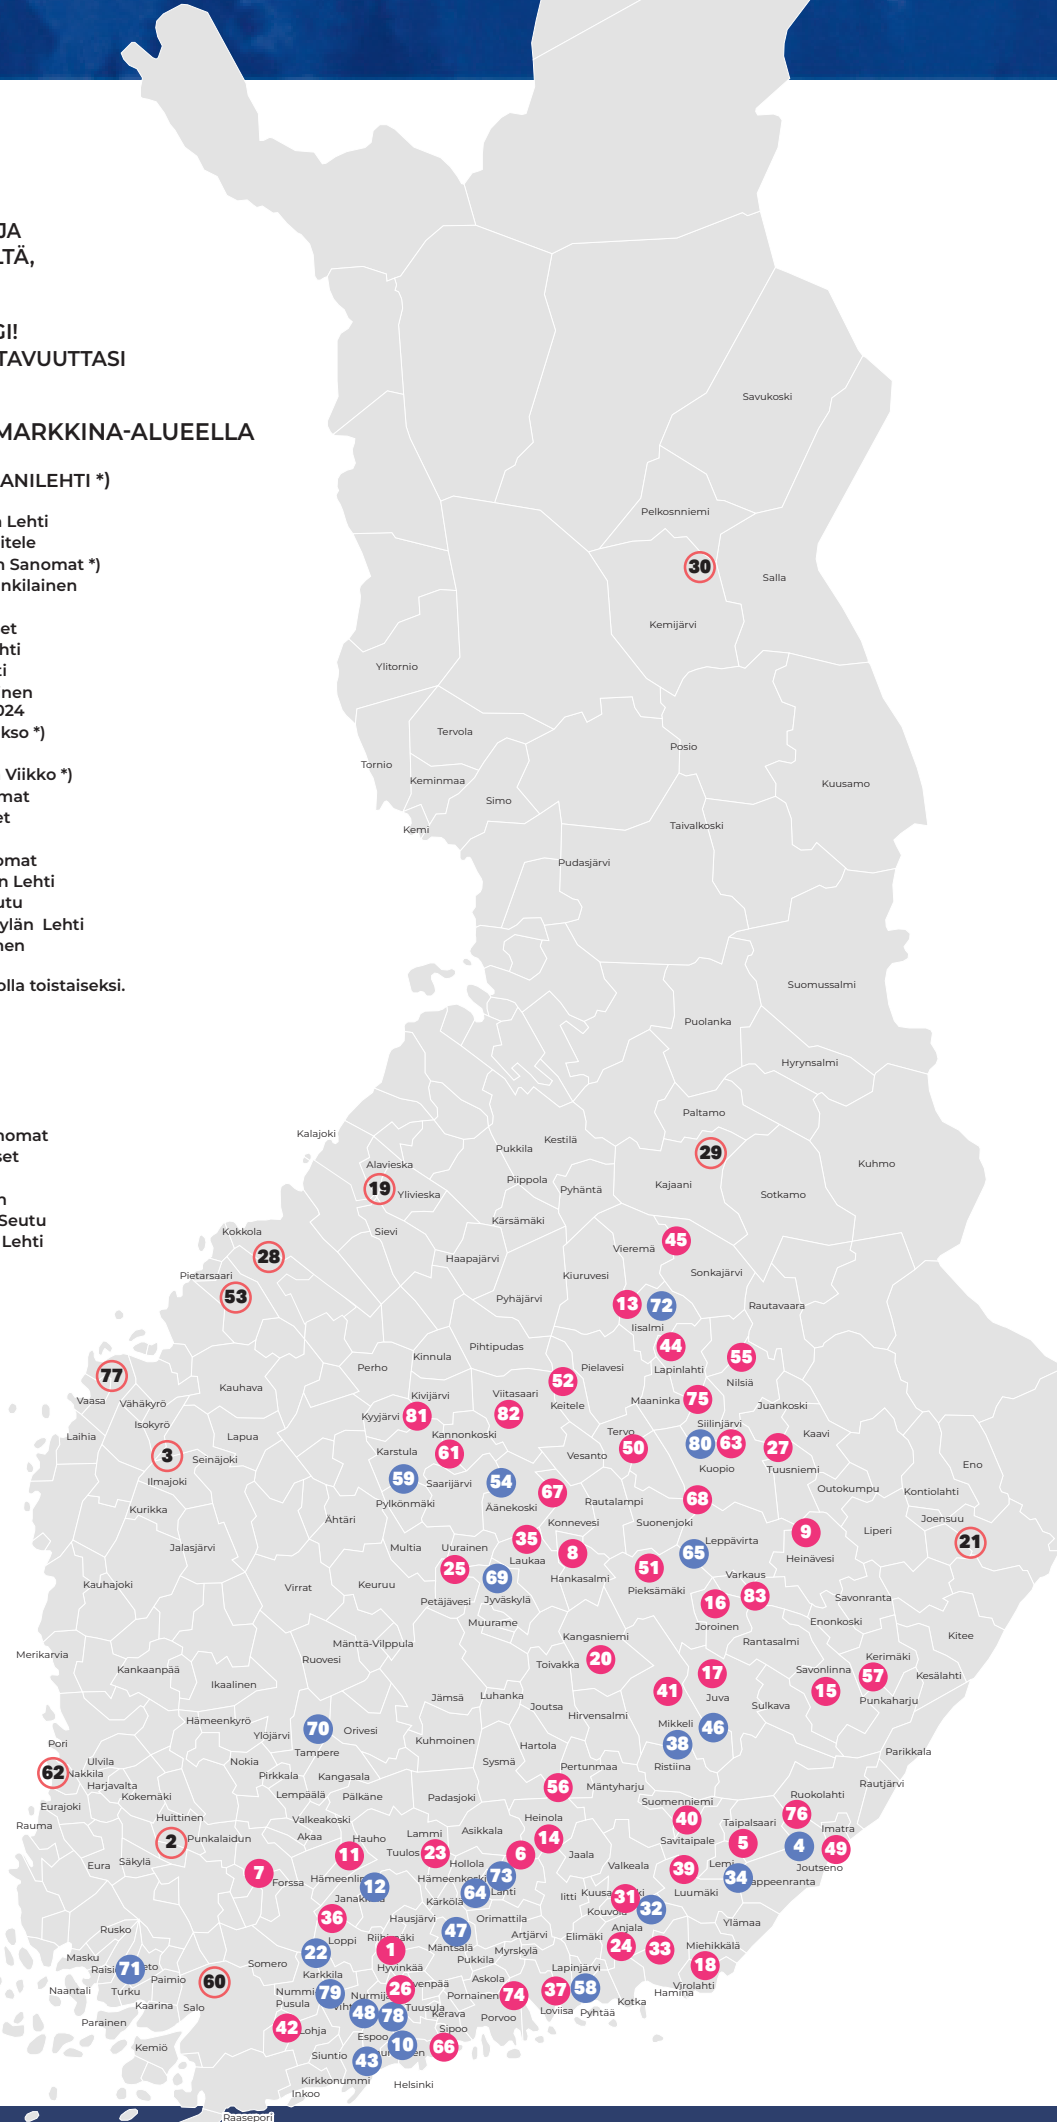 JA
LTÄ,
GI!
TAVUUTTASI
MARKKINA-ALUEELLA
ANILEHTI *)
n Lehti
itele
n Sanomat *)
nkilainen
et
hti
ti
nen
024
kso *)
Viikko *)
mat
et
omat
n Lehti
utu
ylän Lehti
nen
olla toistaiseksi.
nomat
set
n
Seutu
Lehti
Savukoski
Pelkosnniemi
30
Salla
Kemijärvi
Ylitornio
Tervola
Posio
Tornio
Keminmaa
Kuusamo
Simo
Kemi
Taivalkoski
Pudasjärvi
Suomussalmi
Puolanka
Hyrynsalmi
Paltamo
Kalajoki
Kestilä
Pukkila
29
Alavieska
Kuhmo
19
Ylivieska
Piippola
Pyhäntä
Kajaani
Sotkamo
Kärsämäki
Kokkola
Sievi
28
Haapajärvi
Vieremä
45
Pietarsaari
Kiuruvesi
Sonkajärvi
53
Pyhäjärvi
13
72
Rautavaara
Iisalmi
Pihtipudas
44
Kinnula
55
Perho
Pielavesi
Lapinlahti
77
52
Nilsiä
Kauhava
Kivijärvi
Viitasaari
Vaasa
Vähäkyrö
Keitele
Maaninka
75
Juankoski
Kyyjärvi
81
82
Isokyrö
Siilinjärvi
Laihia
Lapua
Kannonkoski
Tervo
Kaavi
3
Seinäjoki
Karstula
61
Vesanto
50
80
63
27
Kuopio
Tuusniemi
Eno
Ilmajoki
59
Saarijärvi
54
Outokumpu
Kontiolahti
Kurikka
Pylkönmäki
Äänekoski
67
Rautalampi
68
Ähtäri
Konnevesi
Suonenjoki
Joensuu
Jalasjärvi
Multia
Uurainen
35
Leppävirta
9
Liperi
21
Laukaa
8
65
Heinävesi
25
69
Hankasalmi
51
Varkaus
Kauhajoki
Virrat
Keuruu
Pieksämäki
83
Petäjävesi
Jyväskylä
16
Savonranta
Muurame
Joroinen
Enonkoski
Mänttä-Vilppula
Kangasniemi
Rantasalmi
Kitee
Merikarvia
Ruovesi
Toivakka
20
Savonlinna
Kerimäki
Kankaanpää
17
57
Kesälahti
Ikaalinen
41
Juva
15
Punkaharju
Jämsä
Luhanka
Joutsa
Sulkava
Hämeenkyrö
Hirvensalmi
Ylöjärvi
70
Orivesi
Mikkeli
46
Pori
Kuhmoinen
Hartola
38
Parikkala
Ulvila
Tampere
Nokia
Sysmä
Pertunmaa
Ristiina
62
Nakkila
Pirkkala
Kangasala
Harjavalta
56
Mäntyharju
Rautjärvi
Kokemäki
Lempäälä
Pälkäne
Padasjoki
Suomenniemi
Ruokolahti
Eurajoki
Huittinen
Valkeakoski
Heinola
40
Taipalsaari
76
Rauma
2
Punkalaidun
Akaa
Hauho
Lammi
Asikkala
14
Savitaipale
5
4
Imatra
49
11
Tuulos
23
6
Jaala
Eura
Säkylä
7
Hollola
Valkeala
39
Lemi
Joutseno
Forssa
12
Hämeenkoski
73
Lahti
34
Kärkölä
64
Iitti
31
Luumäki
36
Hausjärvi
Orimattila
Kouvola
32
Ylämaa
Rusko
Loppi
47
Artjärvi
Elimäki
Anjala
Masku
22
1
Mäntsälä
Myrskylä
24
33
Miehikkälä
71
Somero
Pukkila
18
Paimio
60
Karkkila
Hyvinkää
Lapinjärvi
Virolahti
Naantali
Turku
79
26
Askola
37
58
Hamina
Kaarina
Salo
Pusula
Pornainen
74
Kotka
Parainen
48
78
Tuusula
Loviisa
Pyhtää
Kerava
Porvoo
42
Lohja
Espoo
Sipoo
Kemiö
10
66
Siuntio
43
Kirkkonummi
Helsinki
Inkoo
Raasepori